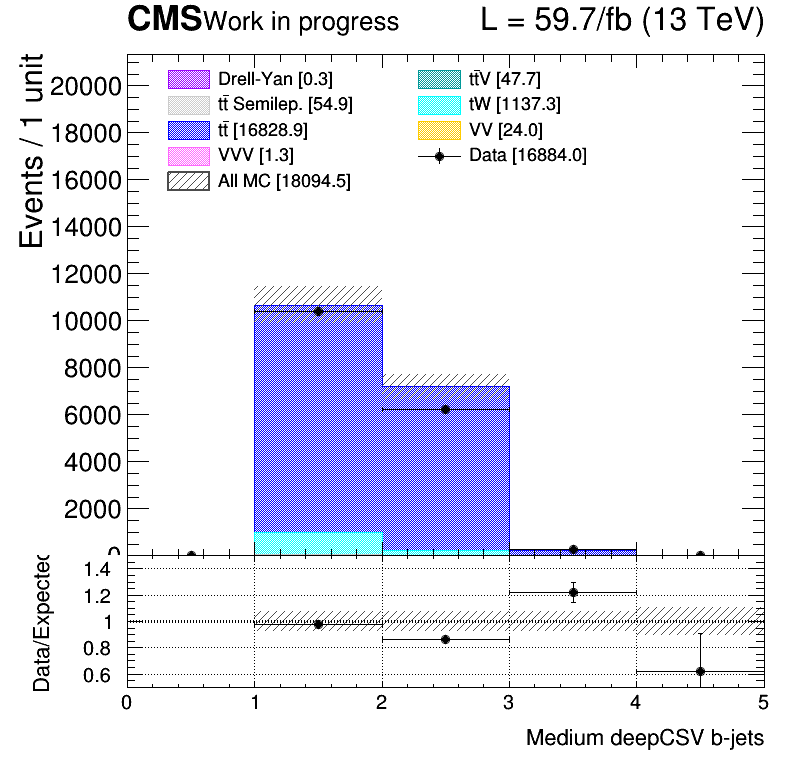 CMS Work in progress L = 59.7/fb (13 TeV)
Events / 1 unit
20000
18000
16000
14000
12000
10000
8000
6000
4000
2000
0
Drell-Yan [0.3]
tt̄ Semilep. [54.9]
tt̄ [16828.9]
VVV [1.3]
All MC [18094.5]
tt̄V [47.7]
tW [1137.3]
VV [24.0]
Data [16884.0]
Data/Expected
1.4
1.2
1
0.8
0.6
0 1 2 3 4 5
Medium deepCSV b-jets